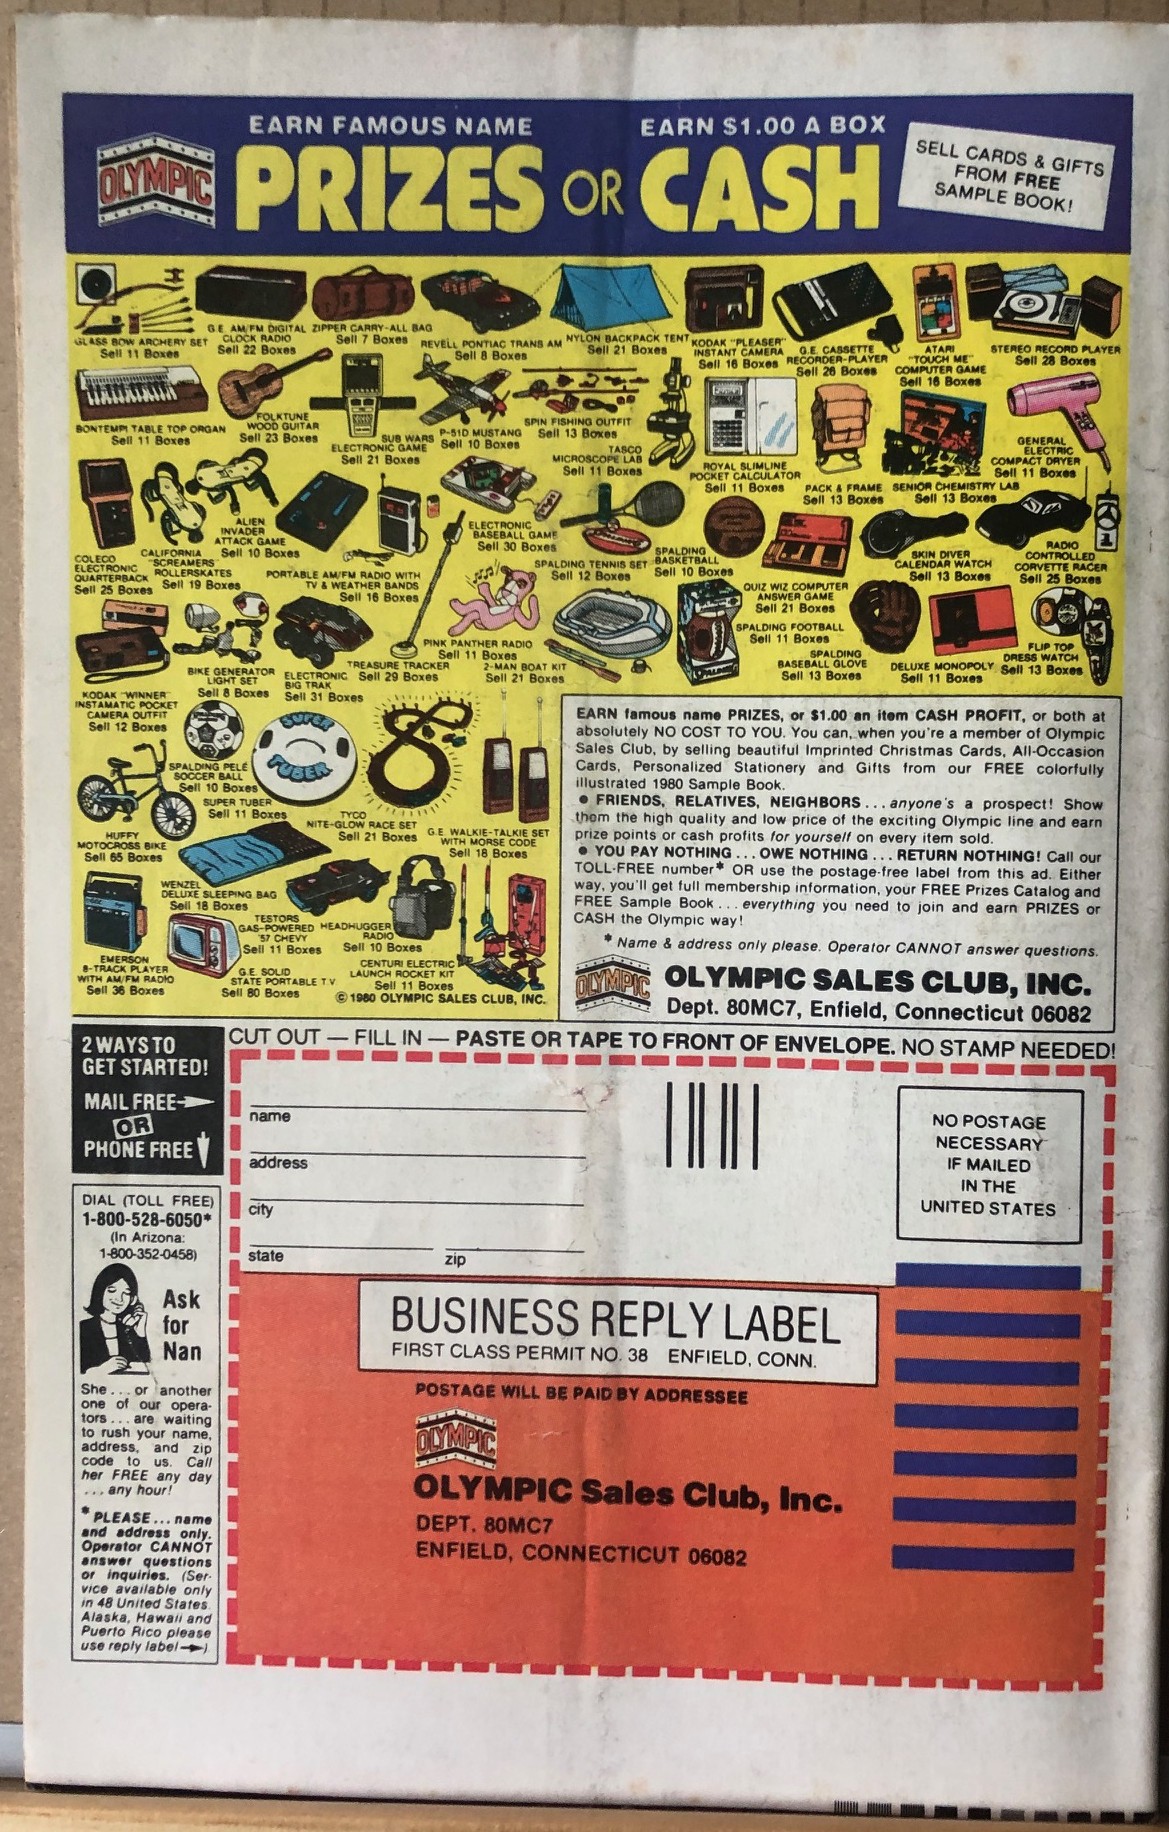 EARN FAMOUS NAME
EARN $1.00 A BOX
OLYMPIC
PRIZES OR CASH
SELL CARDS & GIFTS
FROM FREE
SAMPLE BOOK!
GLASS BOW ARCHERY SET
Sell 11 Boxes
G.E. AM/FM DIGITAL
CLOCK RADIO
Sell 22 Boxes
ZIPPER CARRY-ALL BAG
Sell 7 Boxes
REVELL PONTIAC TRANS AM
Sell 8 Boxes
NYLON BACKPACK TENT
Sell 21 Boxes
KODAK "PLEASER"
INSTANT CAMERA
Sell 16 Boxes
G.E. CASSETTE
RECORDER-PLAYER
Sell 26 Boxes
ATARI
"TOUCH ME"
COMPUTER GAME
Sell 16 Boxes
STEREO RECORD PLAYER
Sell 28 Boxes
BONTEMPI TABLE TOP ORGAN
Sell 11 Boxes
FOLKTUNE
WOOD GUITAR
Sell 23 Boxes
SUB WARS
ELECTRONIC GAME
Sell 21 Boxes
P-51D MUSTANG
Sell 10 Boxes
SPIN FISHING OUTFIT
Sell 13 Boxes
TASCO
MICROSCOPE LAB
Sell 11 Boxes
ROYAL SLIMLINE
POCKET CALCULATOR
Sell 11 Boxes
PACK & FRAME
Sell 13 Boxes
SENIOR CHEMISTRY LAB
Sell 13 Boxes
GENERAL
ELECTRIC
COMPACT DRYER
Sell 11 Boxes
COLECO
ELECTRONIC
QUARTERBACK
Sell 25 Boxes
CALIFORNIA
"SCREAMERS"
ROLLERSKATES
Sell 19 Boxes
ALIEN
INVADER
ATTACK GAME
Sell 10 Boxes
PORTABLE AM/FM RADIO WITH
TV & WEATHER BANDS
Sell 16 Boxes
ELECTRONIC
BASEBALL GAME
Sell 30 Boxes
SPALDING TENNIS SET
Sell 12 Boxes
SPALDING
BASKETBALL
Sell 10 Boxes
QUIZ WIZ COMPUTER
ANSWER GAME
Sell 21 Boxes
SKIN DIVER
CALENDAR WATCH
Sell 13 Boxes
RADIO
CONTROLLED
CORVETTE RACER
Sell 25 Boxes
KODAK "WINNER"
INSTAMATIC POCKET
CAMERA OUTFIT
Sell 12 Boxes
BIKE GENERATOR
LIGHT SET
Sell 8 Boxes
ELECTRONIC
BIG TRAK
Sell 31 Boxes
TREASURE TRACKER
Sell 29 Boxes
PINK PANTHER RADIO
Sell 11 Boxes
2-MAN BOAT KIT
Sell 21 Boxes
SPALDING FOOTBALL
Sell 11 Boxes
SPALDING
BASEBALL GLOVE
Sell 13 Boxes
DELUXE MONOPOLY
Sell 11 Boxes
FLIP TOP
DRESS WATCH
Sell 13 Boxes
HUFFY
MOTOCROSS BIKE
Sell 65 Boxes
SPALDING PELÉ
SOCCER BALL
Sell 10 Boxes
SUPER
TUBER
SUPER TUBER
Sell 11 Boxes
TYCO
NITE-GLOW RACE SET
Sell 21 Boxes
G.E. WALKIE-TALKIE SET
WITH MORSE CODE
Sell 18 Boxes
WENZEL
DELUXE SLEEPING BAG
Sell 18 Boxes
EMERSON
8-TRACK PLAYER
WITH AM/FM RADIO
Sell 36 Boxes
G.E. SOLID
STATE PORTABLE T.V.
Sell 80 Boxes
TESTORS
GAS-POWERED
'57 CHEVY
Sell 11 Boxes
HEADHUGGER
RADIO
Sell 10 Boxes
CENTURI ELECTRIC
LAUNCH ROCKET KIT
Sell 11 Boxes
© 1980 OLYMPIC SALES CLUB, INC.
EARN famous name PRIZES, or $1.00 an item CASH PROFIT, or both at
absolutely NO COST TO YOU. You can, when you're a member of Olympic
Sales Club, by selling beautiful Imprinted Christmas Cards, All-Occasion
Cards, Personalized Stationery and Gifts from our FREE colorfully
illustrated 1980 Sample Book.
● FRIENDS, RELATIVES, NEIGHBORS...anyone's a prospect! Show
them the high quality and low price of the exciting Olympic line and earn
prize points or cash profits for yourself on every item sold.
● YOU PAY NOTHING...OWE NOTHING...RETURN NOTHING! Call our
TOLL-FREE number* OR use the postage-free label from this ad. Either
way, you'll get full membership information, your FREE Prizes Catalog and
FREE Sample Book...everything you need to join and earn PRIZES or
CASH the Olympic way!
* Name & address only please. Operator CANNOT answer questions.
OLYMPIC
OLYMPIC SALES CLUB, INC.
Dept. 80MC7, Enfield, Connecticut 06082
2 WAYS TO
GET STARTED!
MAIL FREE
OR
PHONE FREE
CUT OUT — FILL IN — PASTE OR TAPE TO FRONT OF ENVELOPE. NO STAMP NEEDED!
DIAL (TOLL FREE)
1-800-528-6050*
(In Arizona:
1-800-352-0458)
Ask
for
Nan
She...or another
one of our opera-
tors...are waiting
to rush your name,
address, and zip
code to us. Call
her FREE any day
...any hour!
*PLEASE...name
and address only.
Operator CANNOT
answer questions
or inquiries. (Ser-
vice available only
in 48 United States.
Alaska, Hawaii and
Puerto Rico please
use reply label)
name
address
city
state zip
NO POSTAGE
NECESSARY
IF MAILED
IN THE
UNITED STATES
BUSINESS REPLY LABEL
FIRST CLASS PERMIT NO. 38 ENFIELD, CONN.
POSTAGE WILL BE PAID BY ADDRESSEE
OLYMPIC
OLYMPIC Sales Club, Inc.
DEPT. 80MC7
ENFIELD, CONNECTICUT 06082